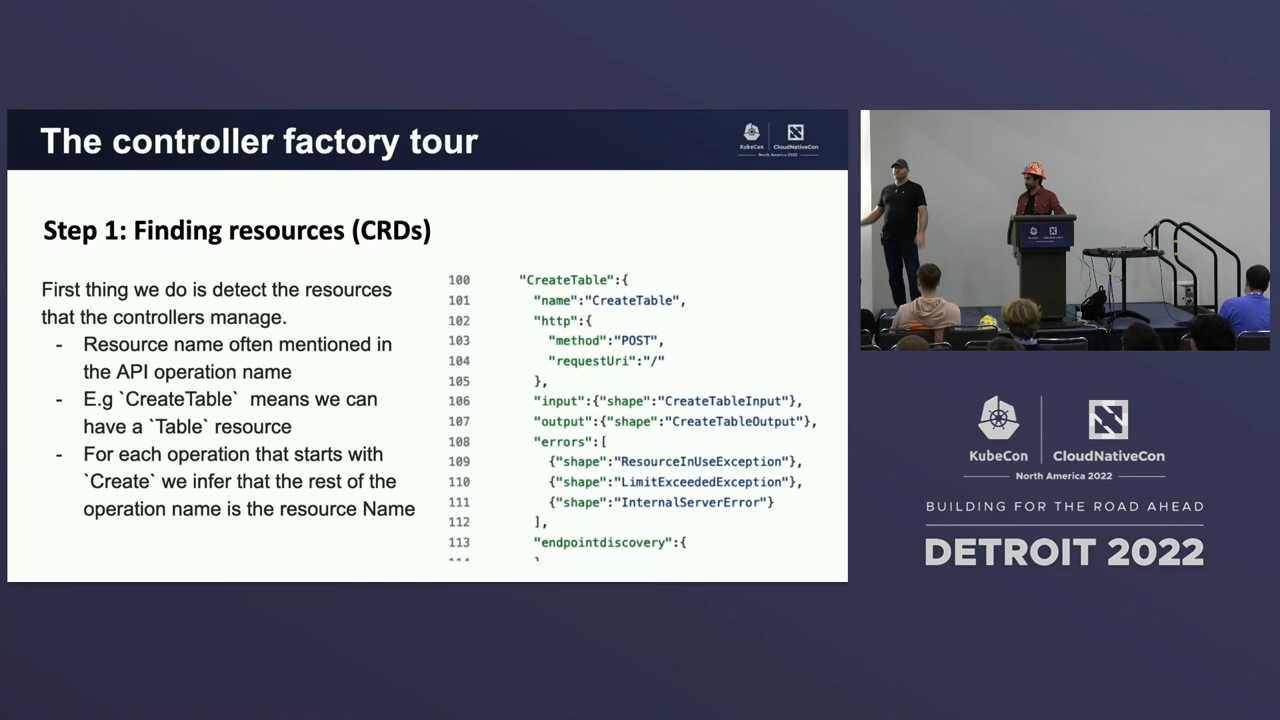 The controller factory tour
KubeCon
CloudNativeCon
North America 2022
Step 1: Finding resources (CRDs)
First thing we do is detect the resources
that the controllers manage.
- Resource name often mentioned in
the API operation name
- E.g `CreateTable` means we can
have a `Table` resource
- For each operation that starts with
`Create` we infer that the rest of the
operation name is the resource Name
100 "CreateTable":{
101 "name":"CreateTable",
102 "http":{
103 "method":"POST",
104 "requestUri":"/"
105 },
106 "input":{"shape":"CreateTableInput"},
107 "output":{"shape":"CreateTableOutput"},
108 "errors":[
109 {"shape":"ResourceInUseException"},
110 {"shape":"LimitExceededException"},
111 {"shape":"InternalServerError"}
112 ],
113 "endpointdiscovery":{
KubeCon
CloudNativeCon
North America 2022
BUILDING FOR THE ROAD AHEAD
DETROIT 2022